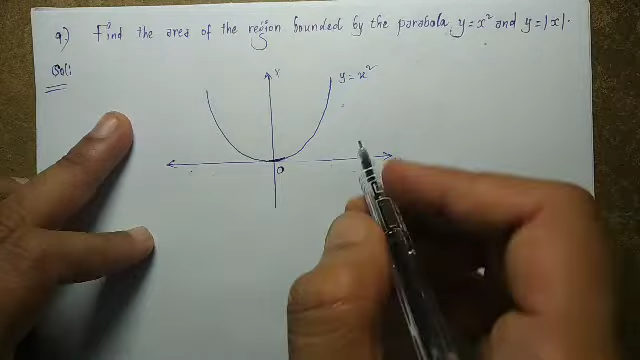 9) Find the area of the region bounded by the parabola y = x² and y = |x|.
Sol:
Y
y = x²
O